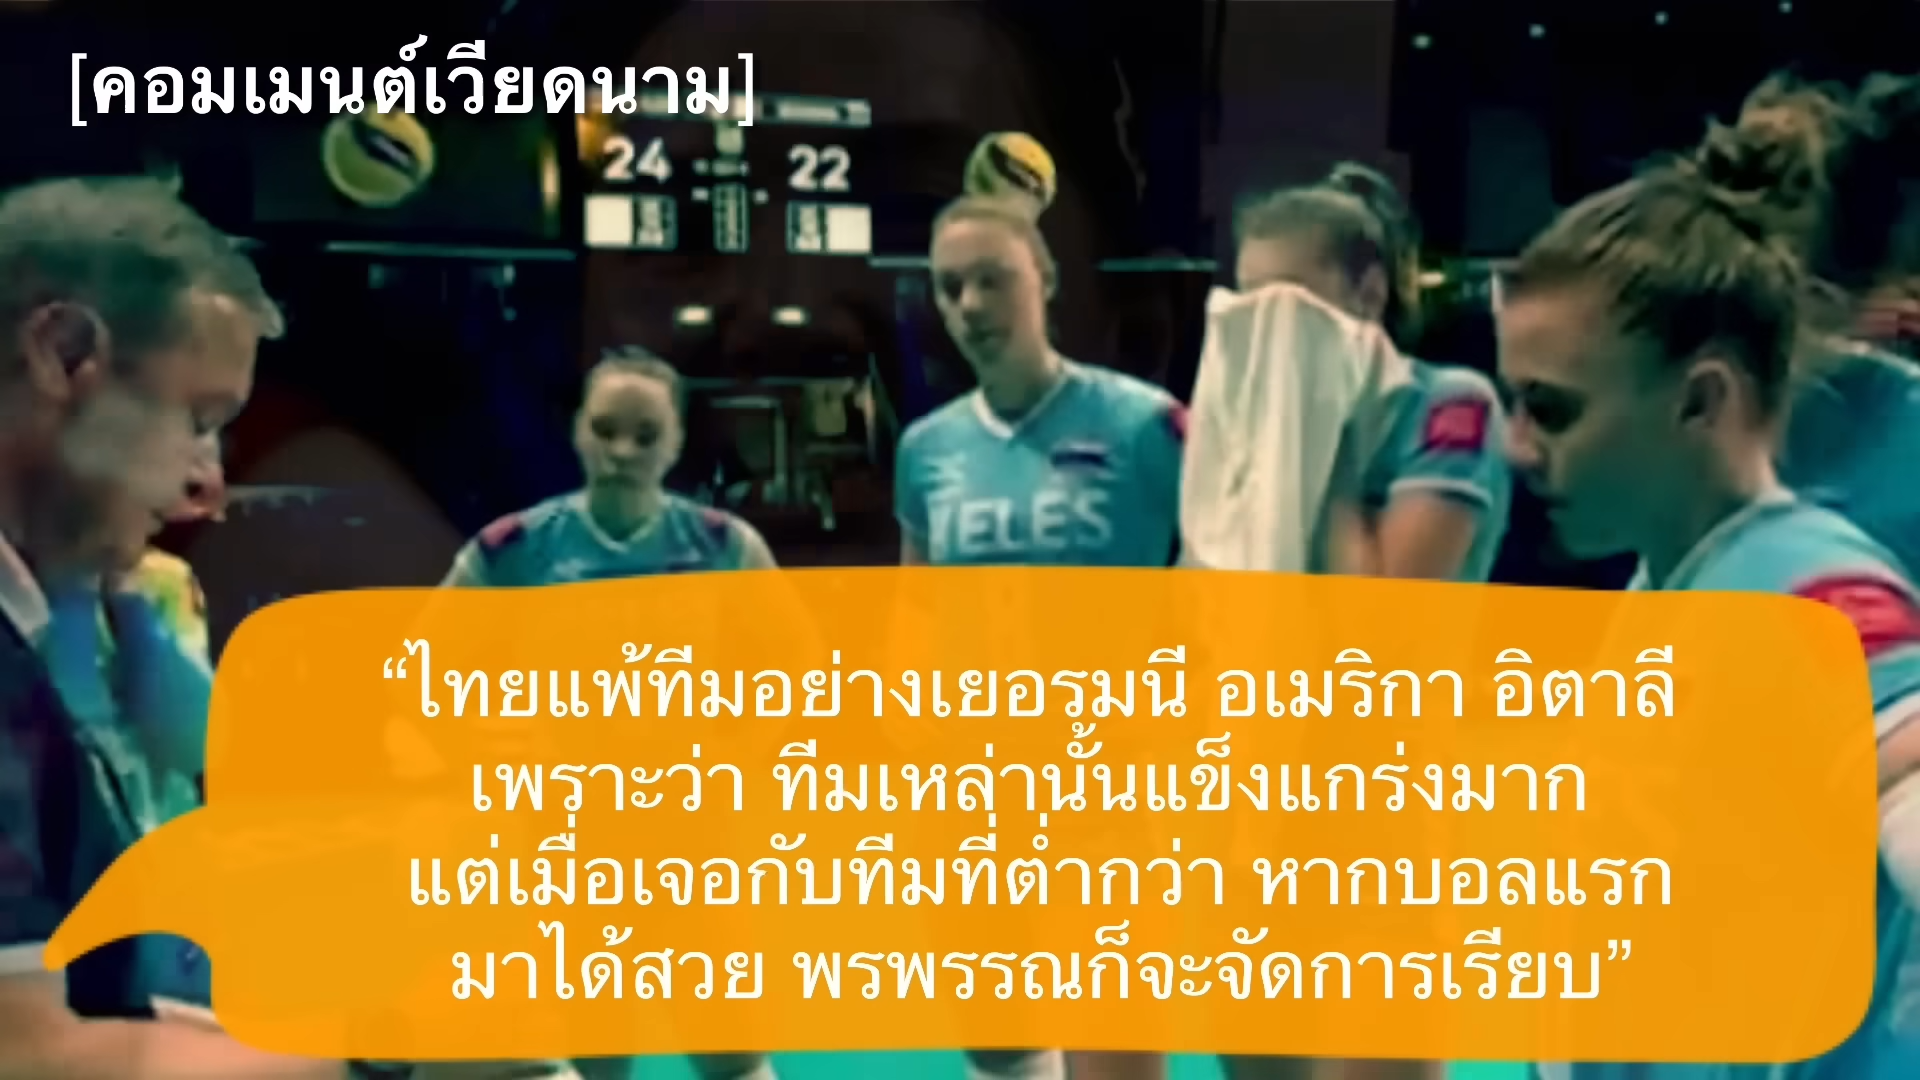 [คอมเมนต์เวียดนาม]
24 22
TELES
“ไทยแพ้ทีมอย่างเยอรมนี อเมริกา อิตาลี
เพราะว่า ทีมเหล่านั้นแข็งแกร่งมาก
แต่เมื่อเจอกับทีมที่ต่ำกว่า หากบอลแรก
มาได้สวย พรพรรณก็จะจัดการเรียบ”